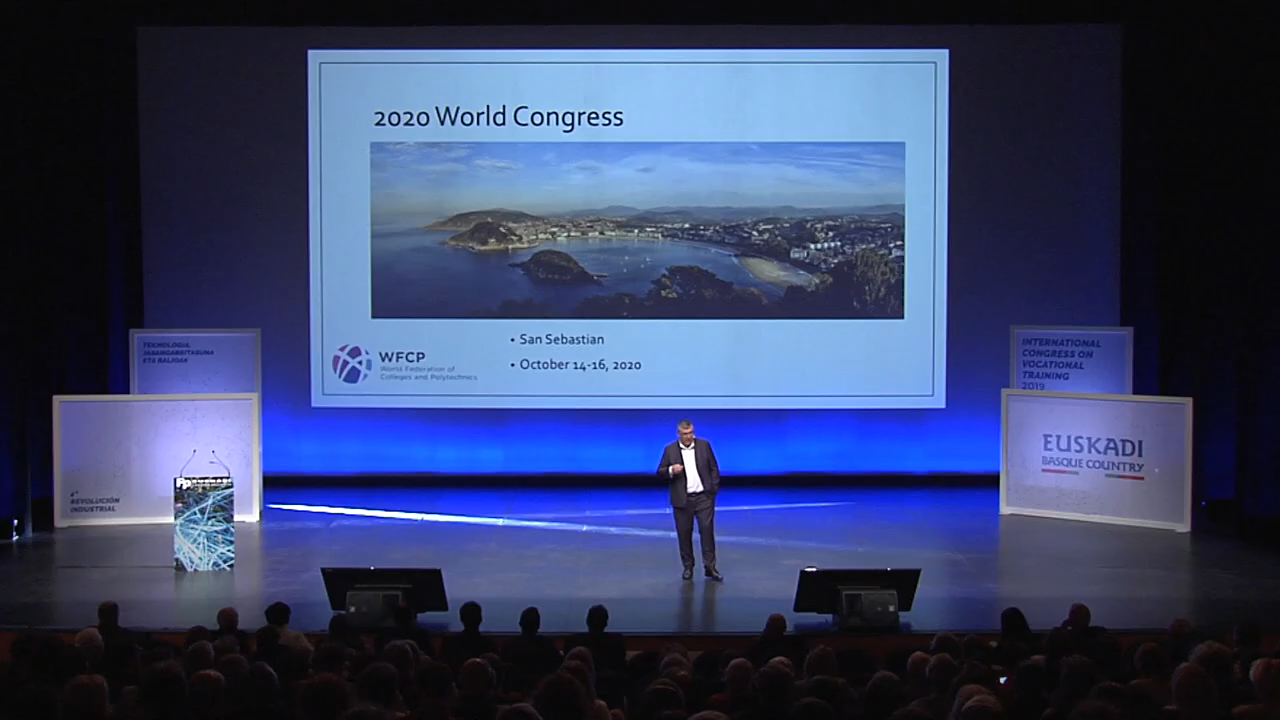 2020 World Congress
• San Sebastian
• October 14-16, 2020
WFCP
World Federation of
Colleges and Polytechnics
TEKNOLOGIA,
JASANGARRITASUNA
ETA BALIOAK
4ª
REVOLUCIÓN
INDUSTRIAL
INTERNATIONAL
CONGRESS ON
VOCATIONAL
TRAINING
2019
EUSKADI
BASQUE COUNTRY